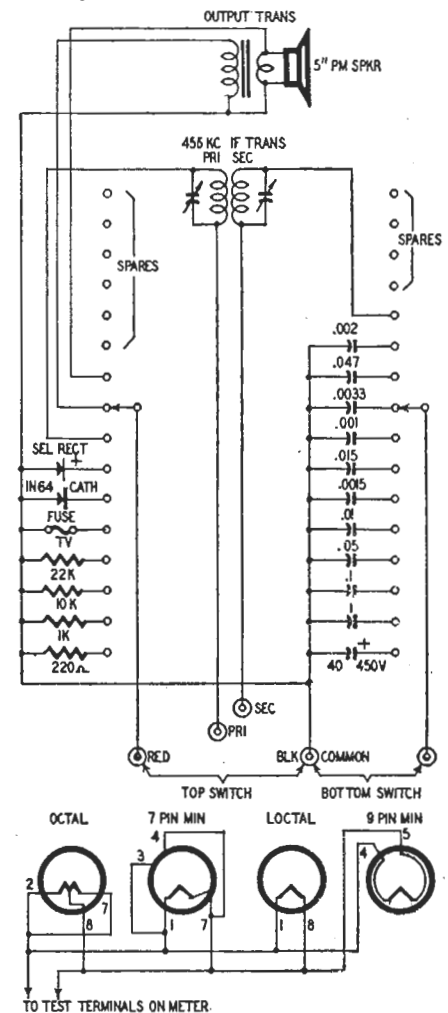 OUTPUT TRANS
5" PM SPKR
455 KC IF TRANS
PRI SEC
SPARES
SPARES
.002
.047
.0033
.001
.015
.0015
.01
.05
.1
.1
40 + 450V
SEL RECT +
IN64 CATH
FUSE
TV
22K
10K
1K
220Ω
SEC
PRI
RED
BLK
COMMON
TOP SWITCH
BOTTOM SWITCH
OCTAL
7 PIN MIN
LOCTAL
9 PIN MIN
2
7
8
4
3
1
7
1
8
4
5
TO TEST TERMINALS ON METER